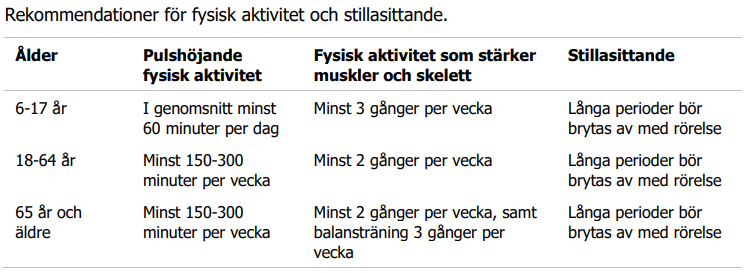 Rekommendationer för fysisk aktivitet och stillasittande.
Ålder Pulshöjande fysisk aktivitet Fysisk aktivitet som stärker muskler och skelett Stillasittande
6-17 år I genomsnitt minst 60 minuter per dag Minst 3 gånger per vecka Långa perioder bör brytas av med rörelse
18-64 år Minst 150-300 minuter per vecka Minst 2 gånger per vecka Långa perioder bör brytas av med rörelse
65 år och äldre Minst 150-300 minuter per vecka Minst 2 gånger per vecka, samt balansträning 3 gånger per vecka Långa perioder bör brytas av med rörelse